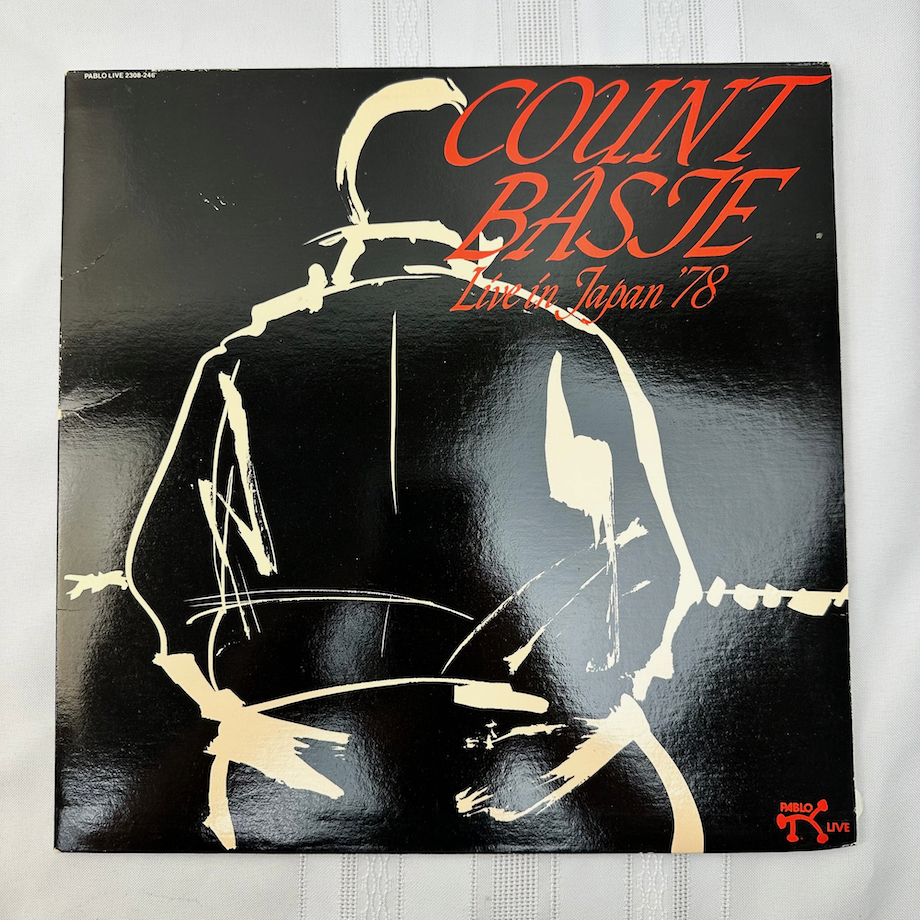 PABLO LIVE 2308-246
COUNT
BASIE
Live in Japan '78
PABLO
LIVE